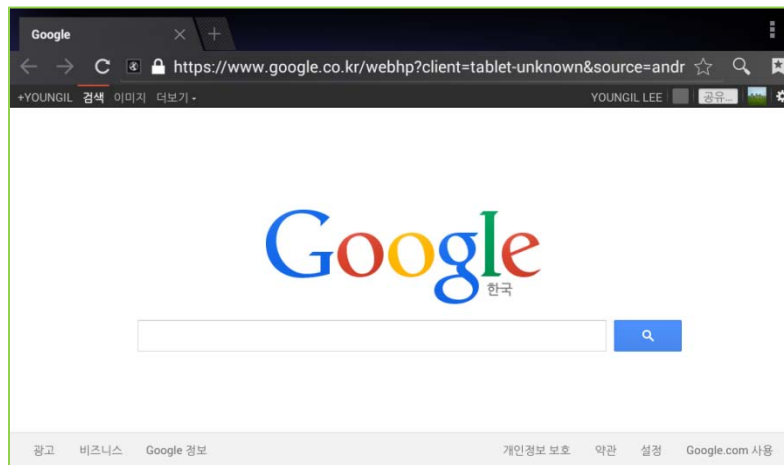 Google
https://www.google.co.kr/webhp?client=tablet-unknown&source=andr
+YOUNGIL 검색 이미지 더보기 YOUNGIL LEE 공유...
Google
한국
광고 비즈니스 Google 정보 개인정보 보호 약관 설정 Google.com 사용